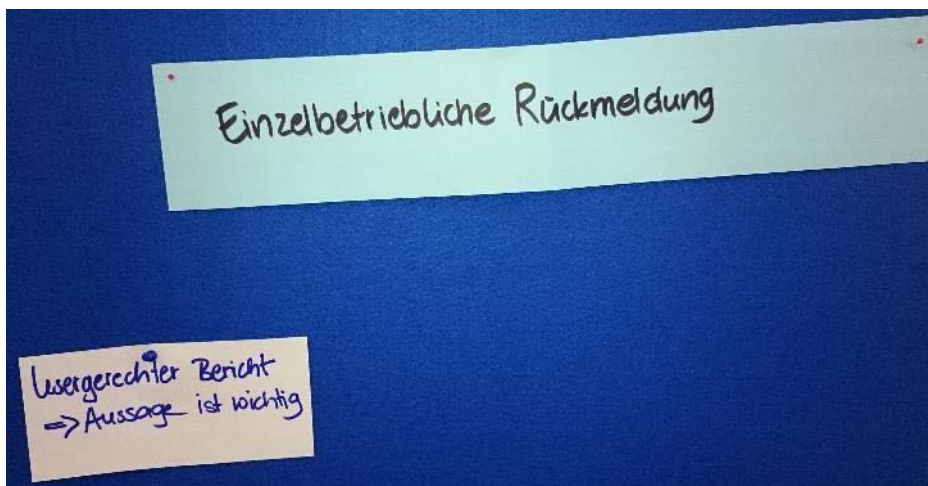 Einzelbetriebliche Rückmeldung
Usergerechter Bericht
=> Aussage ist wichtig